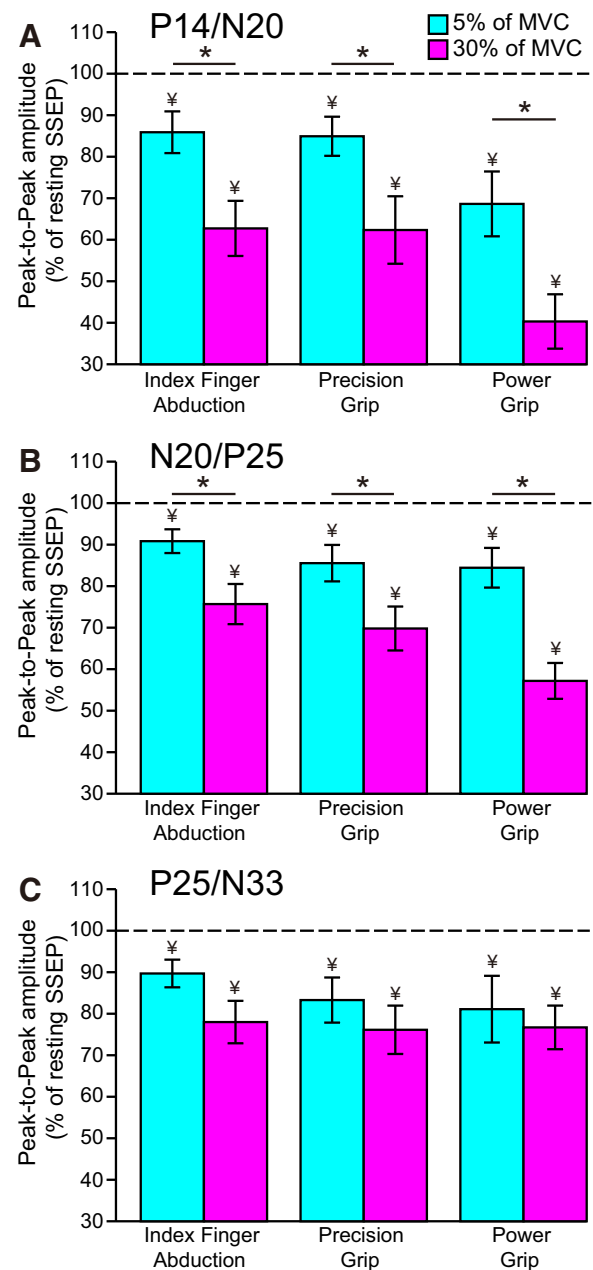 A
P14/N20
5% of MVC
30% of MVC
Peak-to-Peak amplitude
(% of resting SSEP)
110
100
90
80
70
60
50
40
30
* * *
¥ ¥ ¥ ¥ ¥ ¥
Index Finger
Abduction
Precision
Grip
Power
Grip
B
N20/P25
Peak-to-Peak amplitude
(% of resting SSEP)
110
100
90
80
70
60
50
40
30
* * *
¥ ¥ ¥ ¥ ¥ ¥
Index Finger
Abduction
Precision
Grip
Power
Grip
C
P25/N33
Peak-to-Peak amplitude
(% of resting SSEP)
110
100
90
80
70
60
50
40
30
¥ ¥ ¥ ¥ ¥ ¥
Index Finger
Abduction
Precision
Grip
Power
Grip